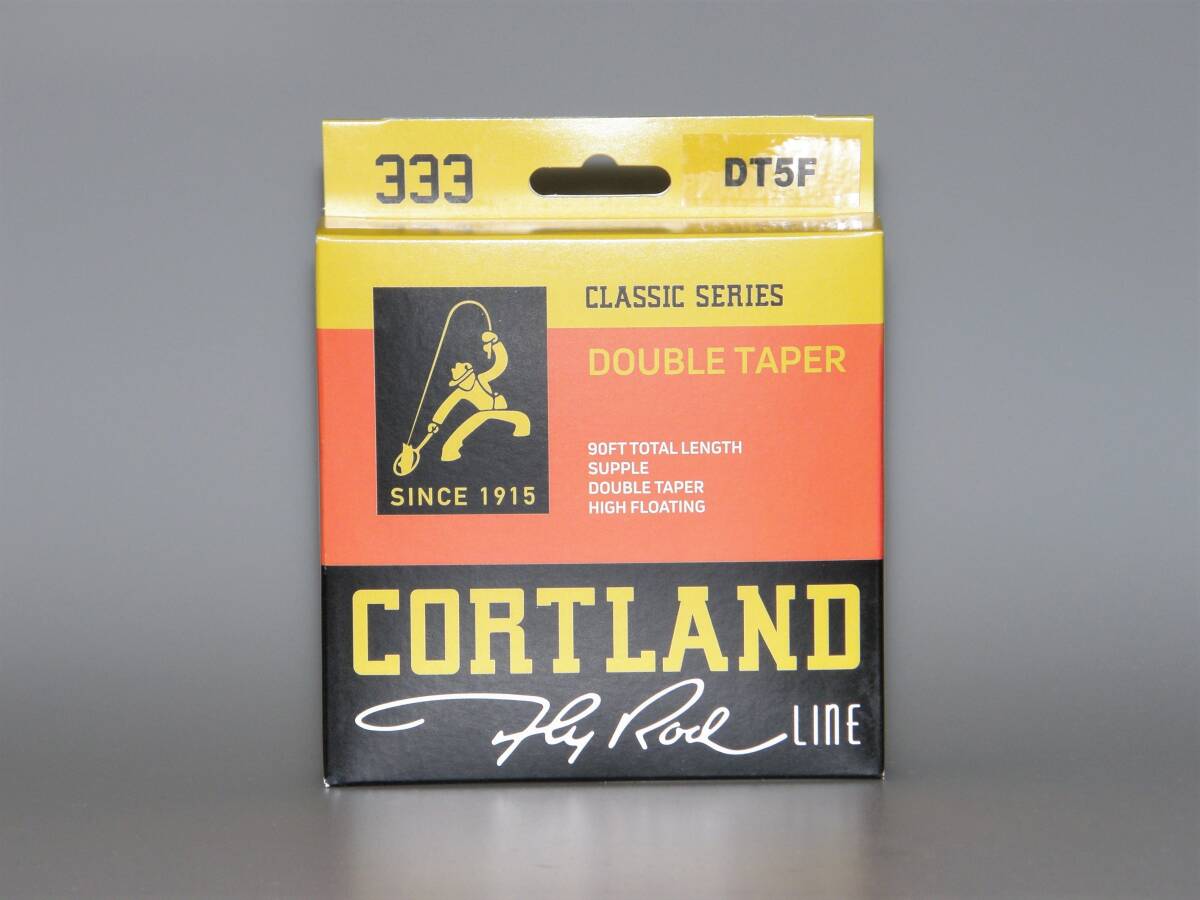 333
DT5F
CLASSIC SERIES
DOUBLE TAPER
90FT TOTAL LENGTH
SUPPLE
DOUBLE TAPER
HIGH FLOATING
SINCE 1915
CORTLAND
Fly Rod LINE